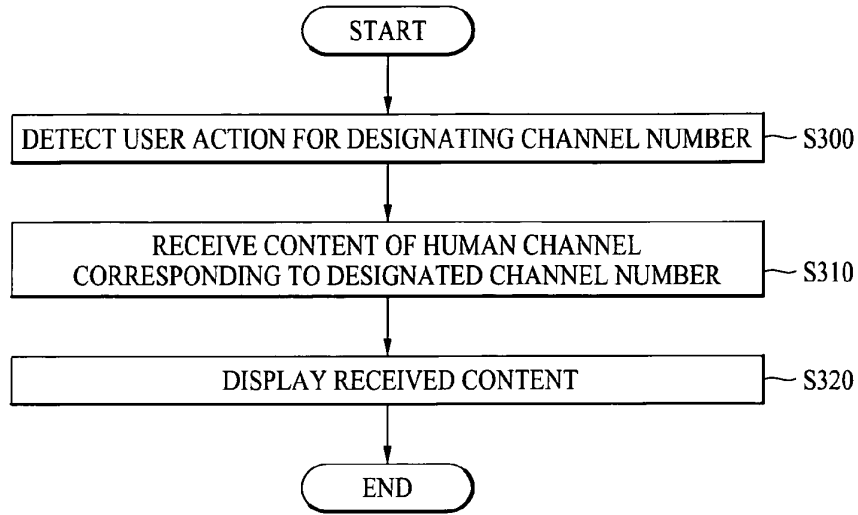 START
DETECT USER ACTION FOR DESIGNATING CHANNEL NUMBER
S300
RECEIVE CONTENT OF HUMAN CHANNEL
CORRESPONDING TO DESIGNATED CHANNEL NUMBER
S310
DISPLAY RECEIVED CONTENT
S320
END